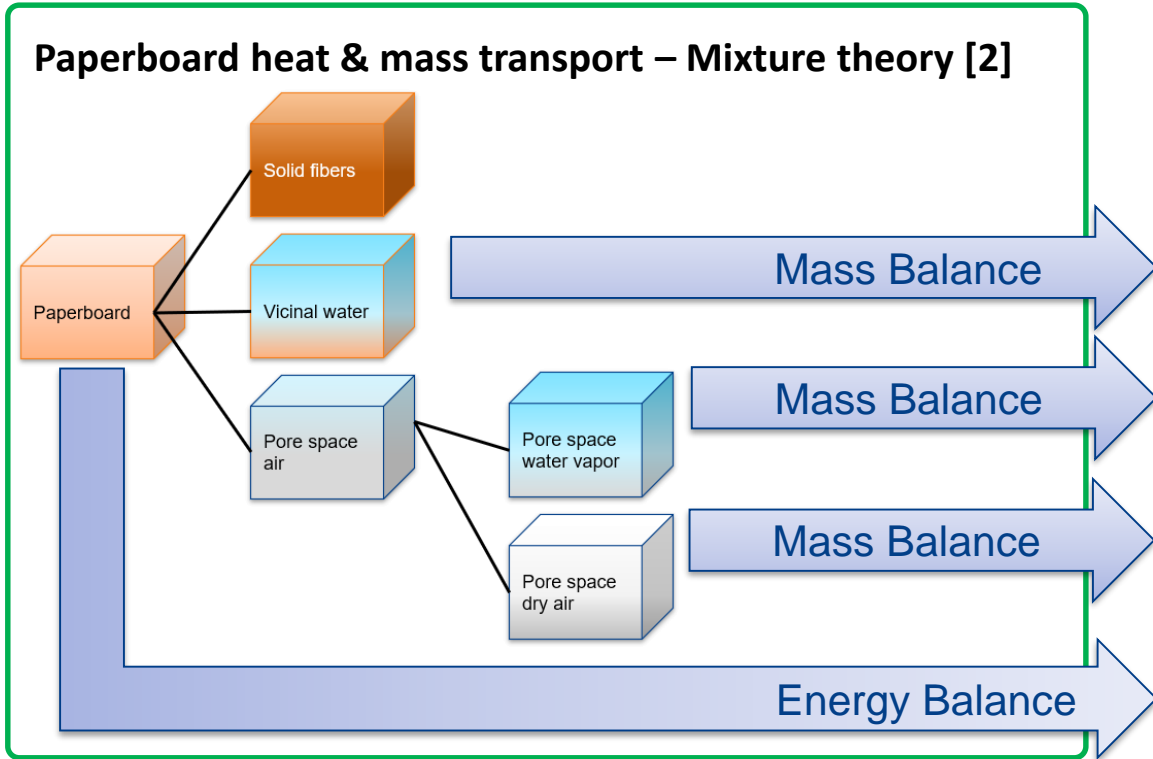 Paperboard heat & mass transport – Mixture theory [2]
Solid fibers
Paperboard
Vicinal water
Mass Balance
Pore space
air
Pore space
water vapor
Mass Balance
Pore space
dry air
Mass Balance
Energy Balance